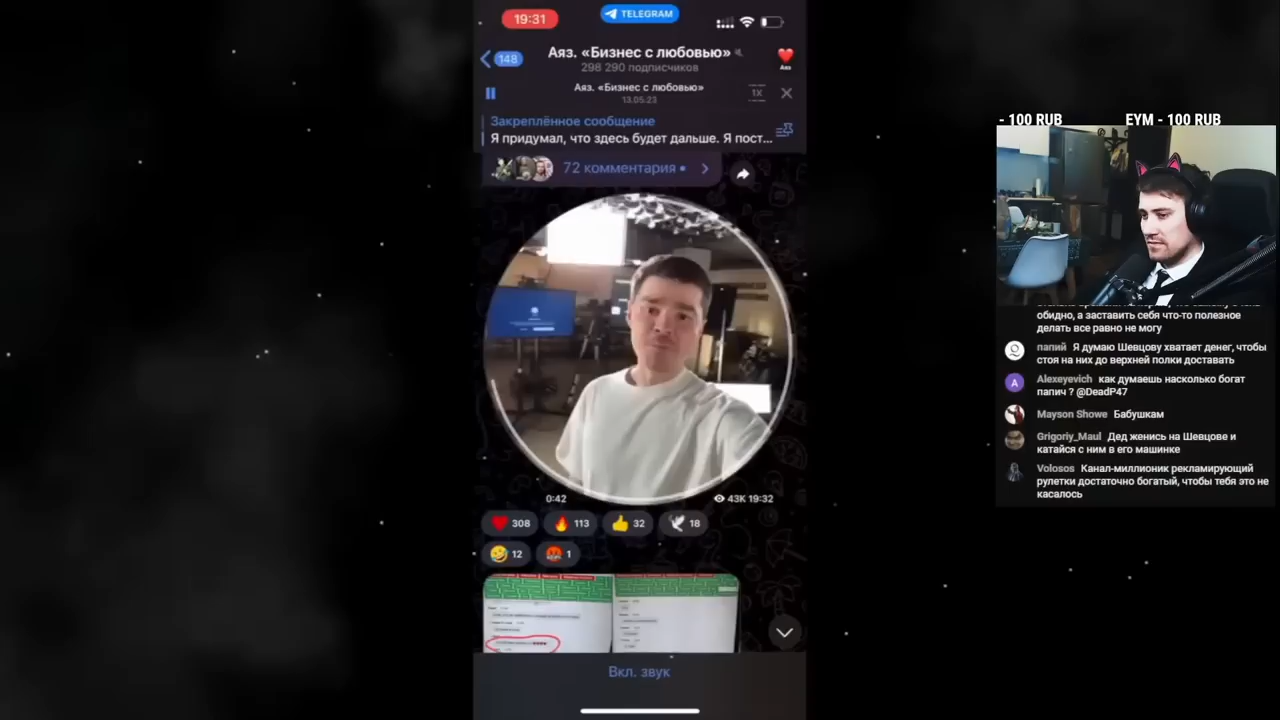 19:31
TELEGRAM
148
Аяз. «Бизнес с любовью»
298 290 подписчиков
Аяз
Аяз. «Бизнес с любовью»
13.05.23
1X
Закреплённое сообщение
Я придумал, что здесь будет дальше. Я пост...
72 комментария
0:42
43K 19:32
308
113
32
18
12
1
Вкл. звук
- 100 RUB
EYM - 100 RUB
обидно, а заставить себя что-то полезное
делать все равно не могу
папий Я думаю Шевцову хватает денег, чтобы
стоя на них до верхней полки доставать
Alexeyevich как думаешь насколько богат
папич ? @DeadP47
Mayson Showe Бабушкам
Grigoriy_Maul Дед женись на Шевцове и
катайся с ним в его машинке
Volosos Канал-миллионик рекламирующий
рулетки достаточно богатый, чтобы тебя это не
касалось